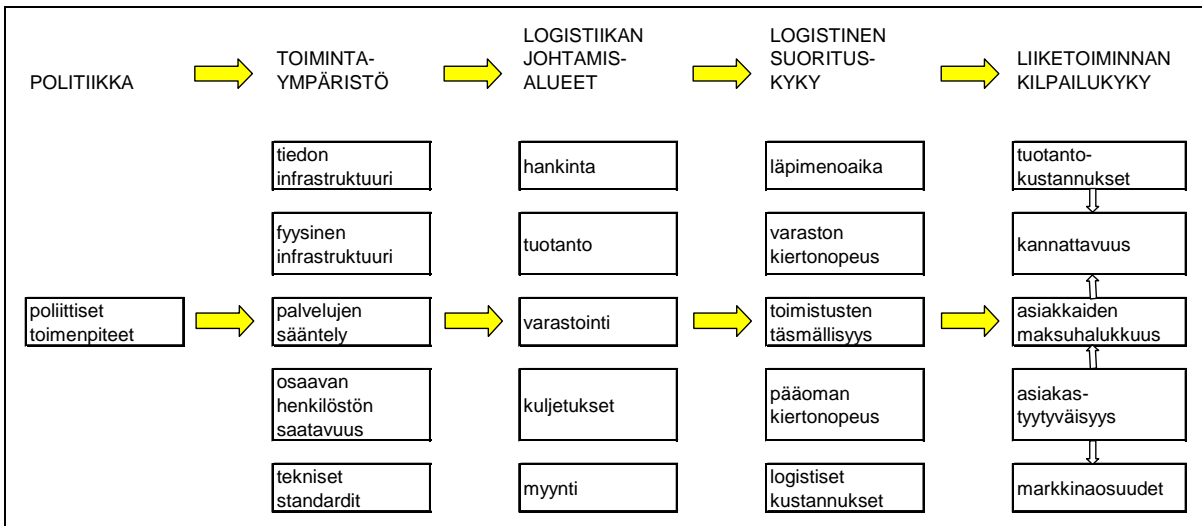 POLITIIKKA
TOIMINTA-
YMPÄRISTÖ
LOGISTIIKAN
JOHTAMIS-
ALUEET
LOGISTINEN
SUORITUS-
KYKY
LIIKETOIMINNAN
KILPAILUKYKY
tiedon
infrastruktuuri
hankinta
läpimenoaika
tuotanto-
kustannukset
fyysinen
infrastruktuuri
tuotanto
varaston
kiertonopeus
kannattavuus
poliittiset
toimenpiteet
palvelujen
sääntely
varastointi
toimistusten
täsmällisyys
asiakkaiden
maksuhalukkuus
osaavan
henkilöstön
saatavuus
kuljetukset
pääoman
kiertonopeus
asiakas-
tyytyväisyys
tekniset
standardit
myynti
logistiset
kustannukset
markkinaosuudet